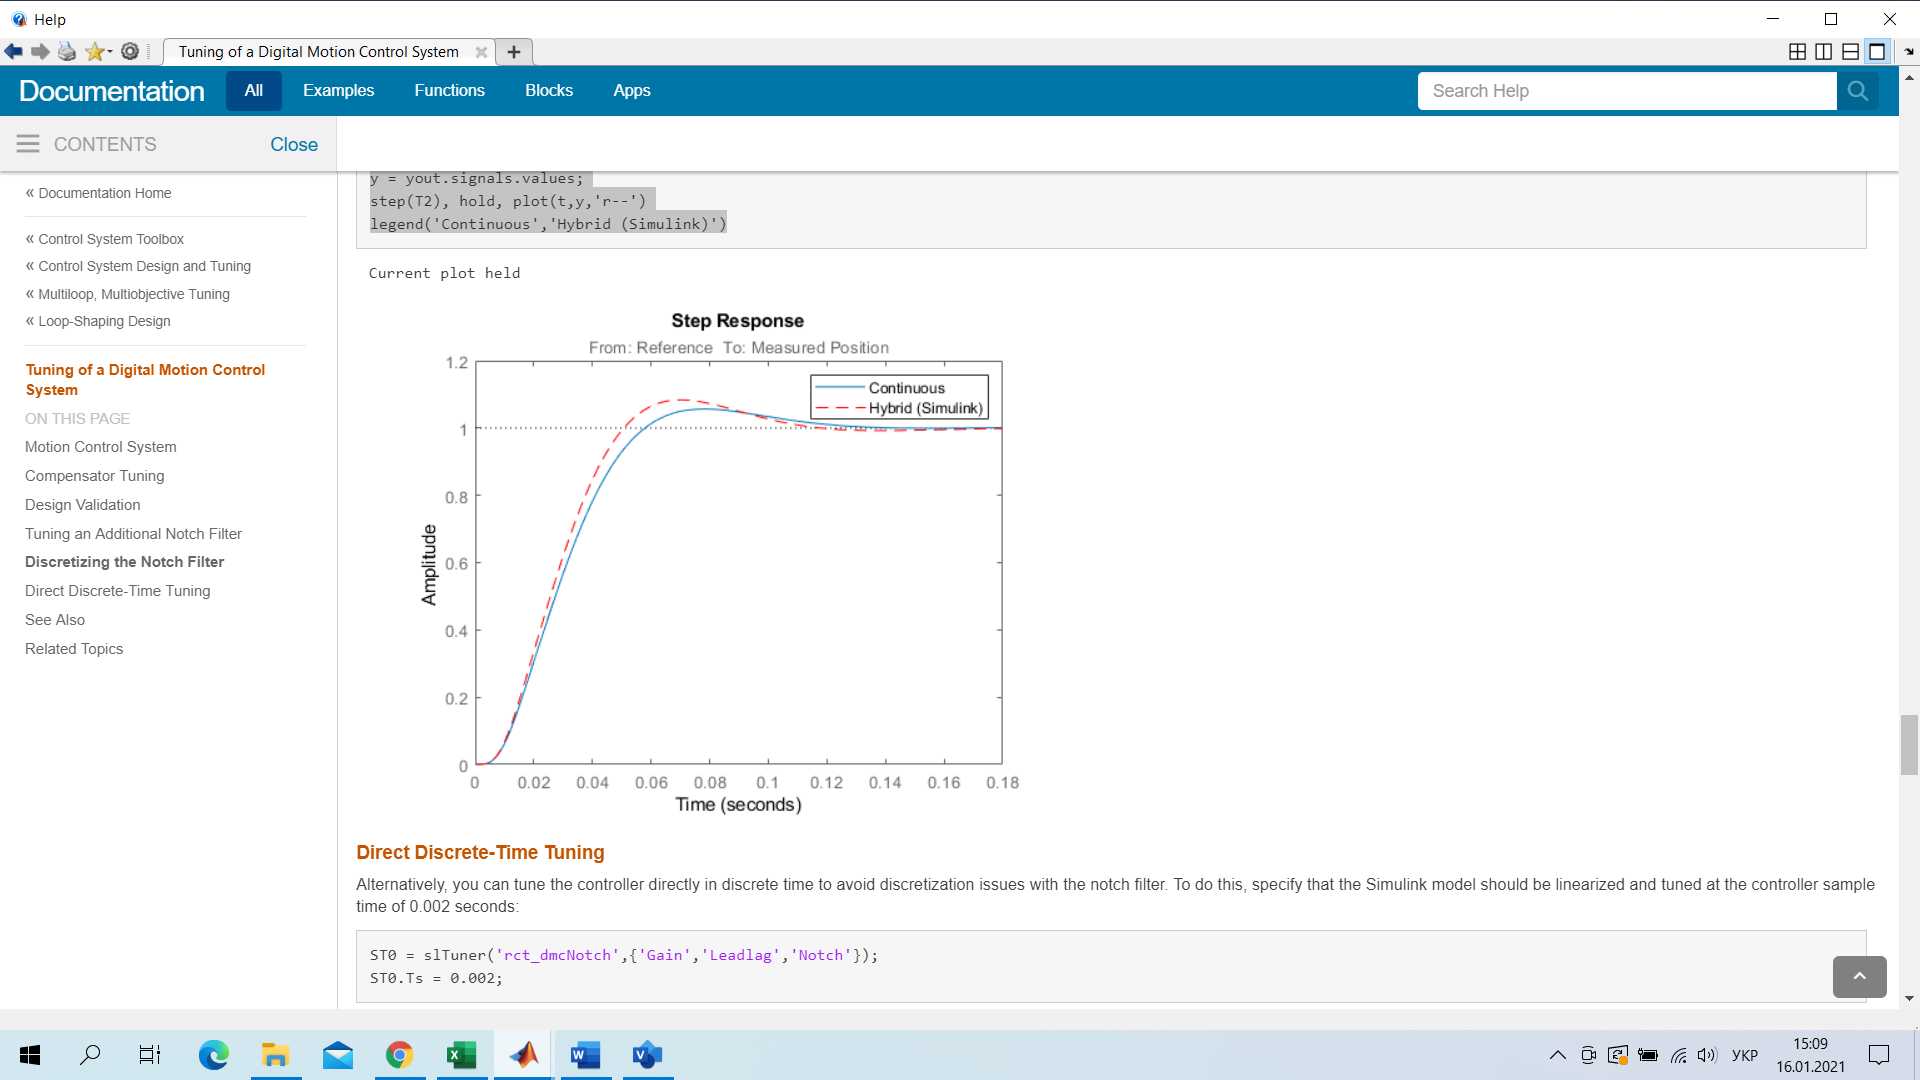 Help
Tuning of a Digital Motion Control System
Documentation All Examples Functions Blocks Apps Search Help
CONTENTS Close
« Documentation Home
« Control System Toolbox
« Control System Design and Tuning
« Multiloop, Multiobjective Tuning
« Loop-Shaping Design
Tuning of a Digital Motion Control
System
ON THIS PAGE
Motion Control System
Compensator Tuning
Design Validation
Tuning an Additional Notch Filter
Discretizing the Notch Filter
Direct Discrete-Time Tuning
See Also
Related Topics
y = yout.signals.values;
step(T2), hold, plot(t,y,'r--')
legend('Continuous','Hybrid (Simulink)')
Current plot held
Step Response
From: Reference To: Measured Position
Continuous
Hybrid (Simulink)
Amplitude
1.2
1
0.8
0.6
0.4
0.2
0
0 0.02 0.04 0.06 0.08 0.1 0.12 0.14 0.16 0.18
Time (seconds)
Direct Discrete-Time Tuning
Alternatively, you can tune the controller directly in discrete time to avoid discretization issues with the notch filter. To do this, specify that the Simulink model should be linearized and tuned at the controller sample
time of 0.002 seconds:
ST0 = slTuner('rct_dmcNotch',{'Gain','Leadlag','Notch'});
ST0.Ts = 0.002;
УКР
15:09
16.01.2021